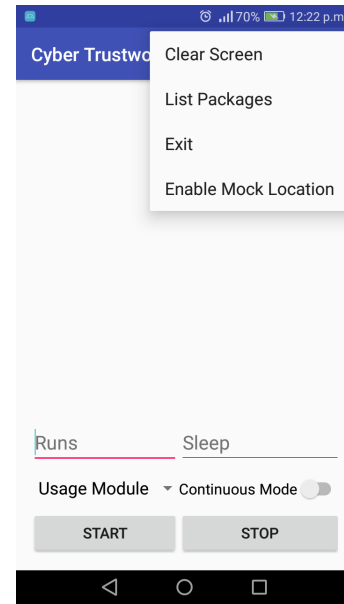 70% 12:22 p.m
Cyber Trustwo
Clear Screen
List Packages
Exit
Enable Mock Location
Runs Sleep
Usage Module Continuous Mode
START STOP